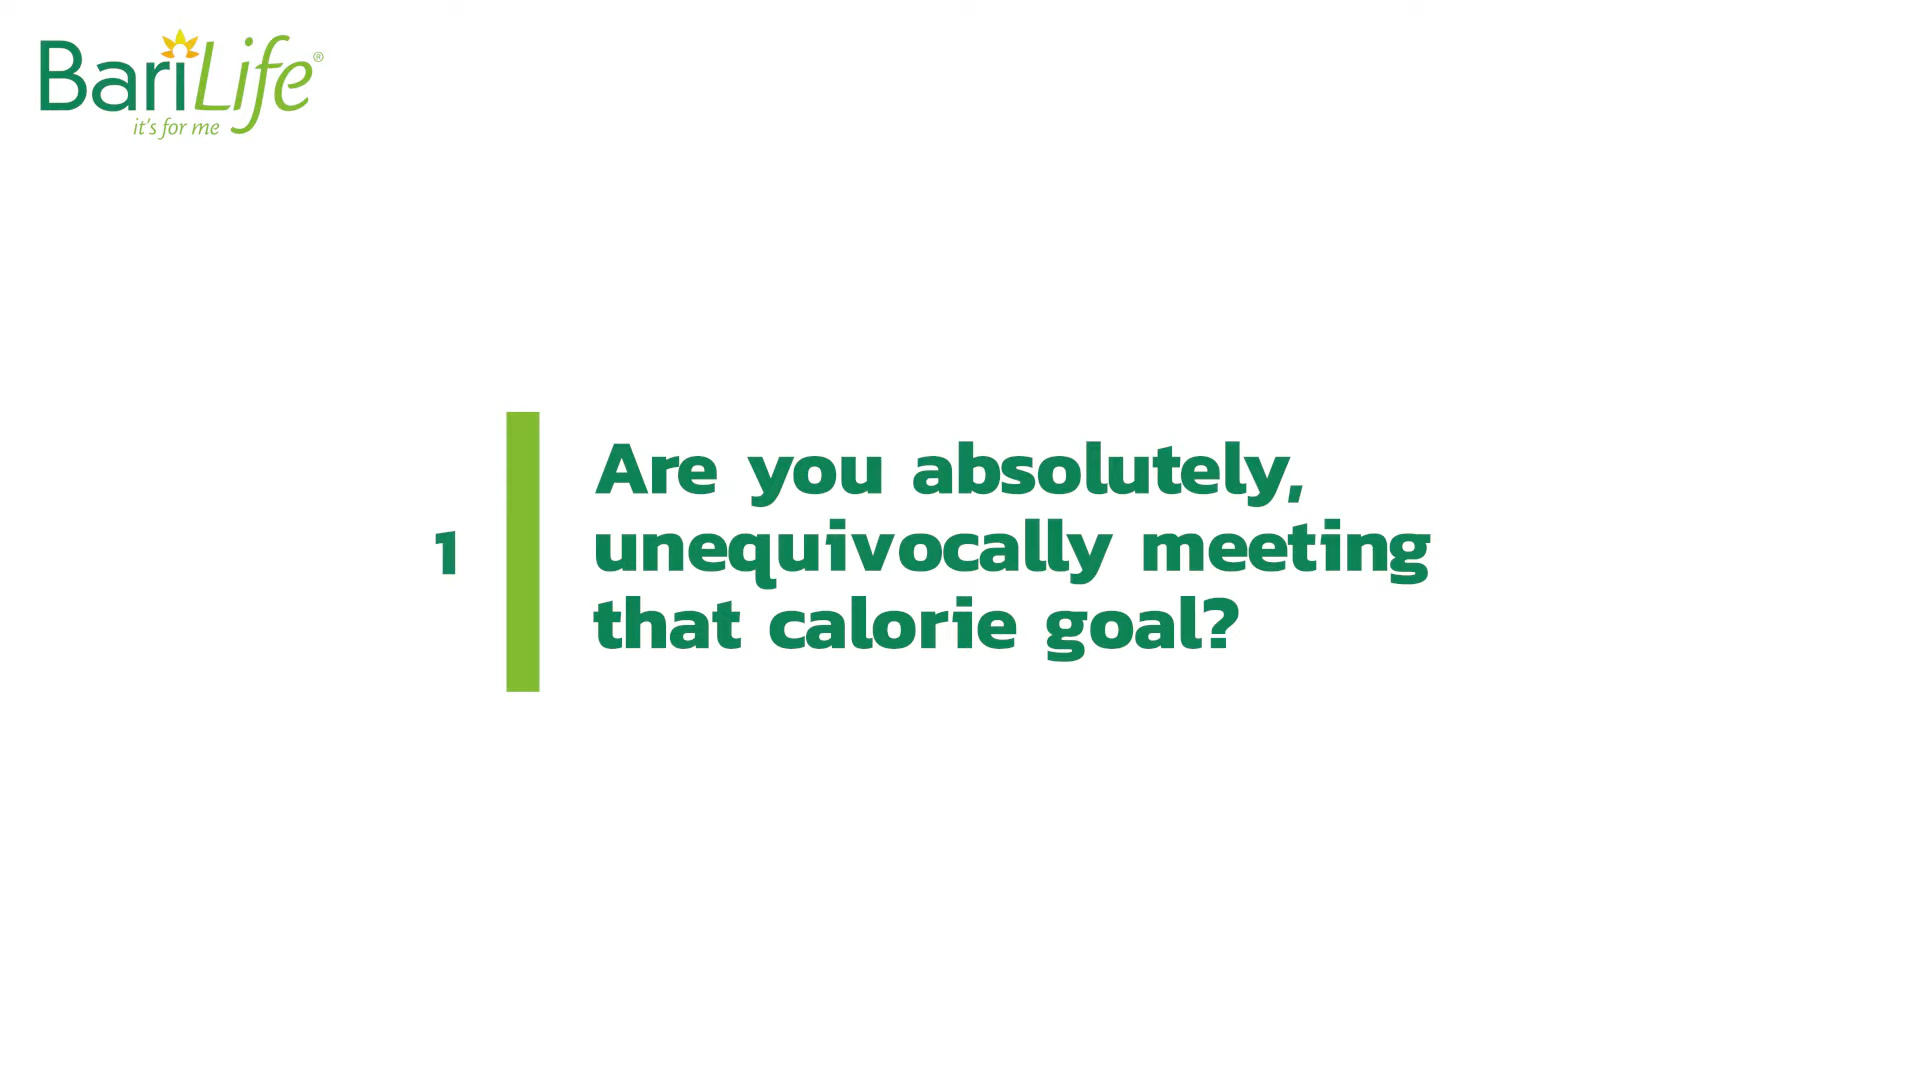 BariLife®
it's for me
1
Are you absolutely,
unequivocally meeting
that calorie goal?